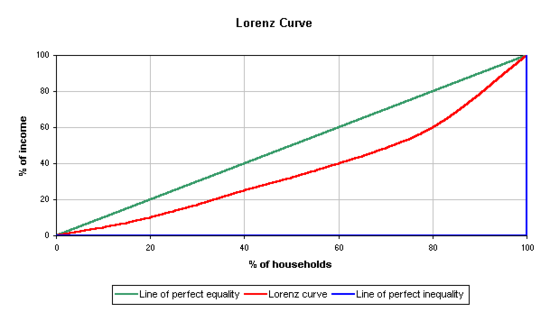 Lorenz Curve
100
80
60
40
20
0
% of income
0 20 40 60 80 100
% of households
Line of perfect equality Lorenz curve Line of perfect inequality